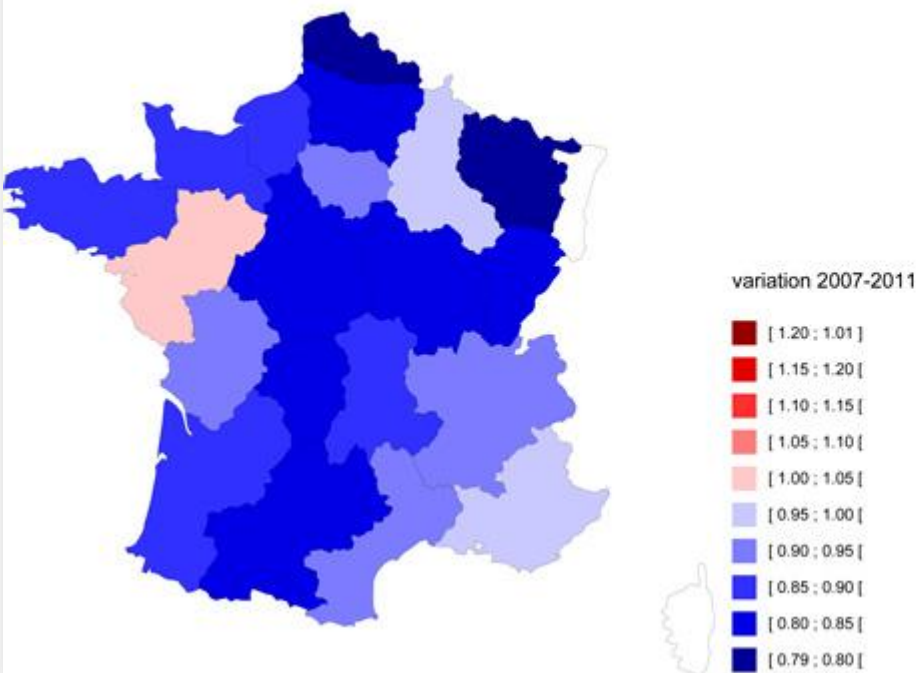 variation 2007-2011
[ 1.20 ; 1.01 ]
[ 1.15 ; 1.20 [
[ 1.10 ; 1.15 [
[ 1.05 ; 1.10 [
[ 1.00 ; 1.05 [
[ 0.95 ; 1.00 [
[ 0.90 ; 0.95 [
[ 0.85 ; 0.90 [
[ 0.80 ; 0.85 [
[ 0.79 ; 0.80 [